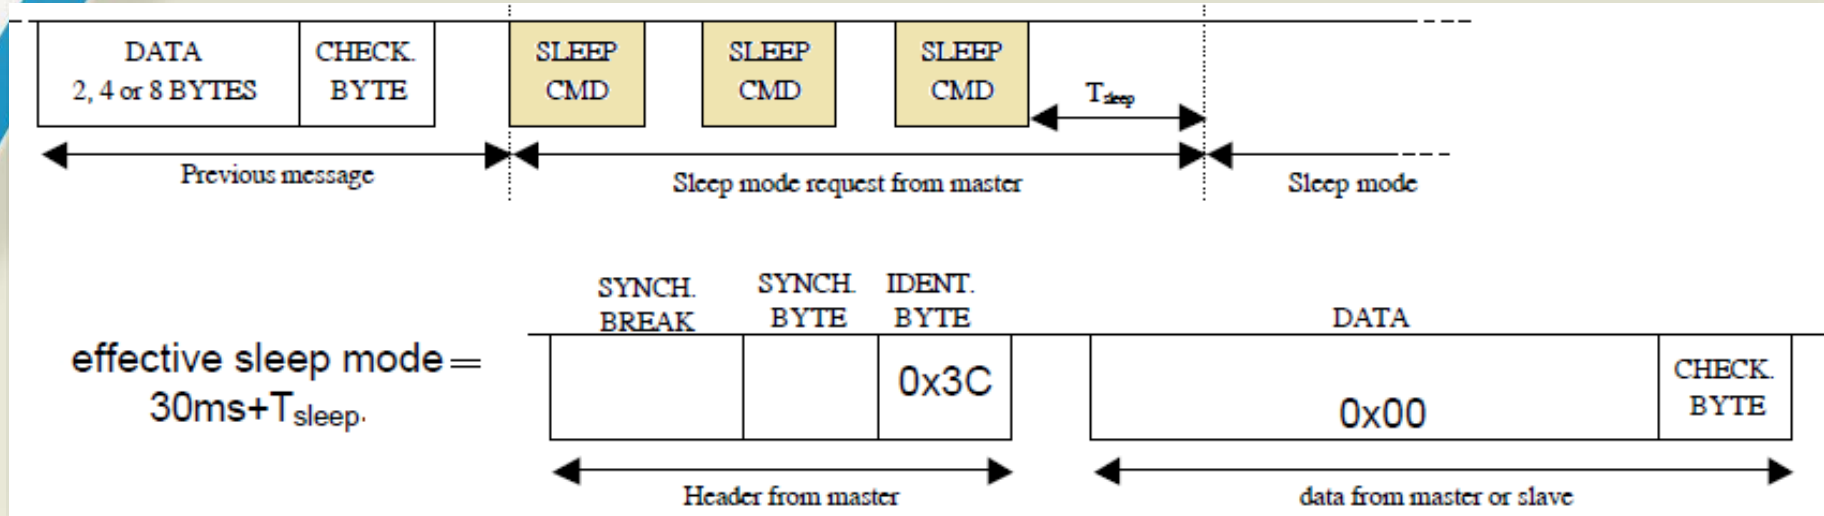 DATA
2, 4 or 8 BYTES
CHECK.
BYTE
SLEEP
CMD
SLEEP
CMD
SLEEP
CMD
Tsleep
Previous message
Sleep mode request from master
Sleep mode
effective sleep mode =
30ms+Tsleep.
SYNCH.
BREAK
SYNCH.
BYTE
IDENT.
BYTE
DATA
0x3C
0x00
CHECK.
BYTE
Header from master
data from master or slave